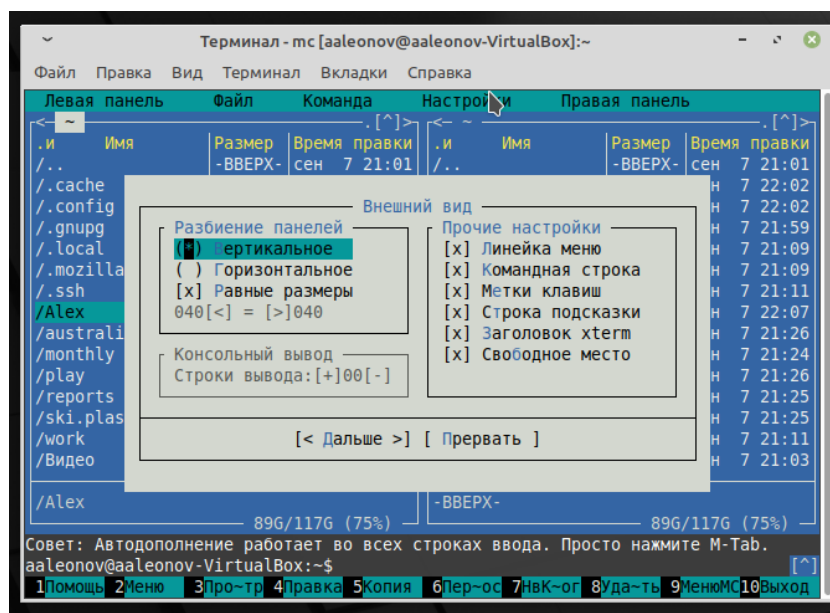 Терминал - mc [aaleonov@aaleonov-VirtualBox]:~
Файл Правка Вид Терминал Вкладки Справка
Левая панель Файл Команда Настройки Правая панель
<─ ~ .[^]> <─ ~ .[^]>
.и Имя Размер Время правки .и Имя Размер Время правки
/.. -ВВЕРХ- сен 7 21:01 /.. -ВВЕРХ- сен 7 21:01
/.cache н 7 22:02
/.config Внешний вид н 7 22:02
/.gnupg Разбиение панелей Прочие настройки н 7 21:59
/.local (*) Вертикальное [x] Линейка меню н 7 21:09
/.mozilla ( ) Горизонтальное [x] Командная строка н 7 21:09
/.ssh [x] Равные размеры [x] Метки клавиш н 7 21:11
/Alex 040[<] = [>]040 [x] Строка подсказки н 7 22:07
/australi [x] Заголовок xterm н 7 21:26
/monthly Консольный вывод [x] Свободное место н 7 21:24
/play Строки вывода:[+]00[-] н 7 21:26
/reports н 7 21:25
/ski.plas н 7 21:25
/work [< Дальше >] [ Прервать ] н 7 21:11
/Видео н 7 21:03
/Alex -ВВЕРХ-
89G/117G (75%) 89G/117G (75%)
Совет: Автодополнение работает во всех строках ввода. Просто нажмите M-Tab.
aaleonov@aaleonov-VirtualBox:~$ [^]
1Помощь 2Меню 3Про~тр 4Правка 5Копия 6Пер~ос 7НвК~ог 8Уда~ть 9МенюMC 10Выход